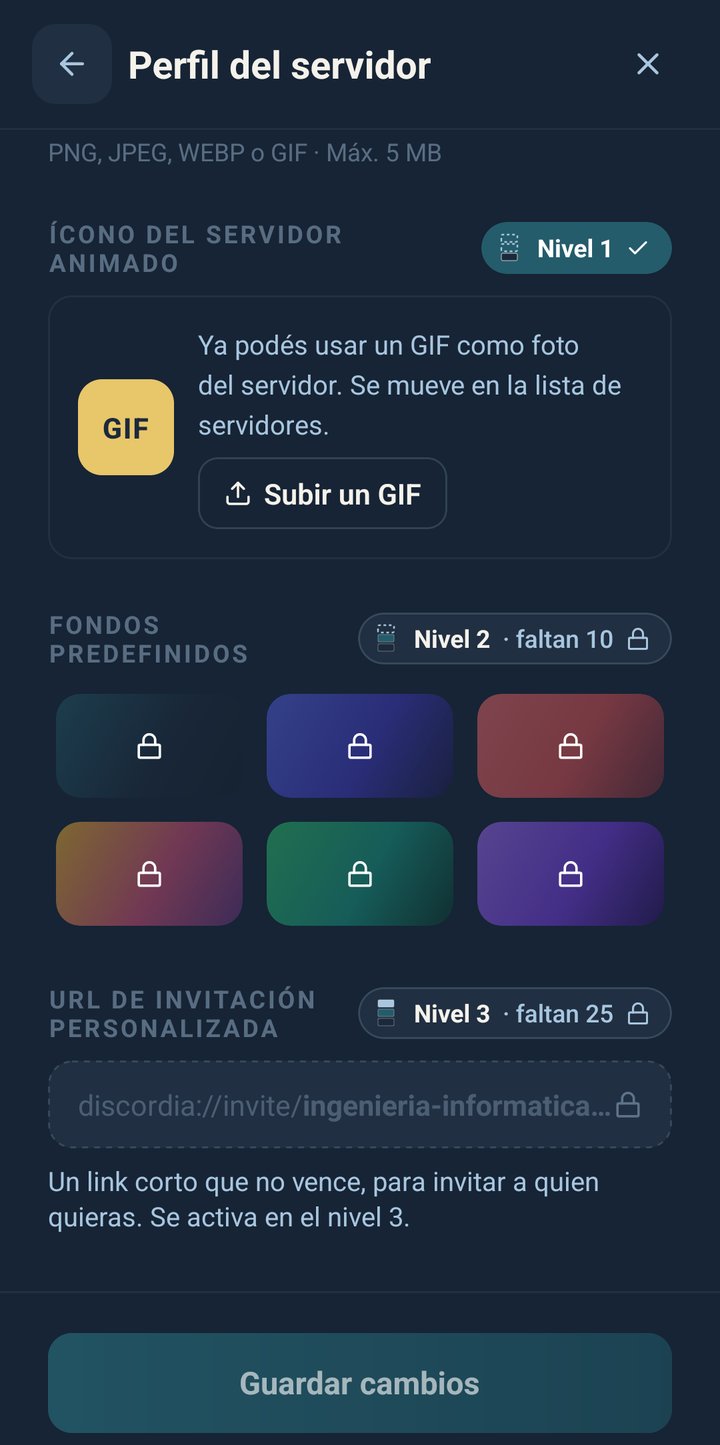 Perfil del servidor
PNG, JPEG, WEBP o GIF · Máx. 5 MB
ÍCONO DEL SERVIDOR
ANIMADO
Nivel 1
Ya podés usar un GIF como foto
del servidor. Se mueve en la lista de
servidores.
GIF
Subir un GIF
FONDOS
PREDEFINIDOS
Nivel 2 · faltan 10
URL DE INVITACIÓN
PERSONALIZADA
Nivel 3 · faltan 25
discordia://invite/ingenieria-informatica...
Un link corto que no vence, para invitar a quien
quieras. Se activa en el nivel 3.
Guardar cambios